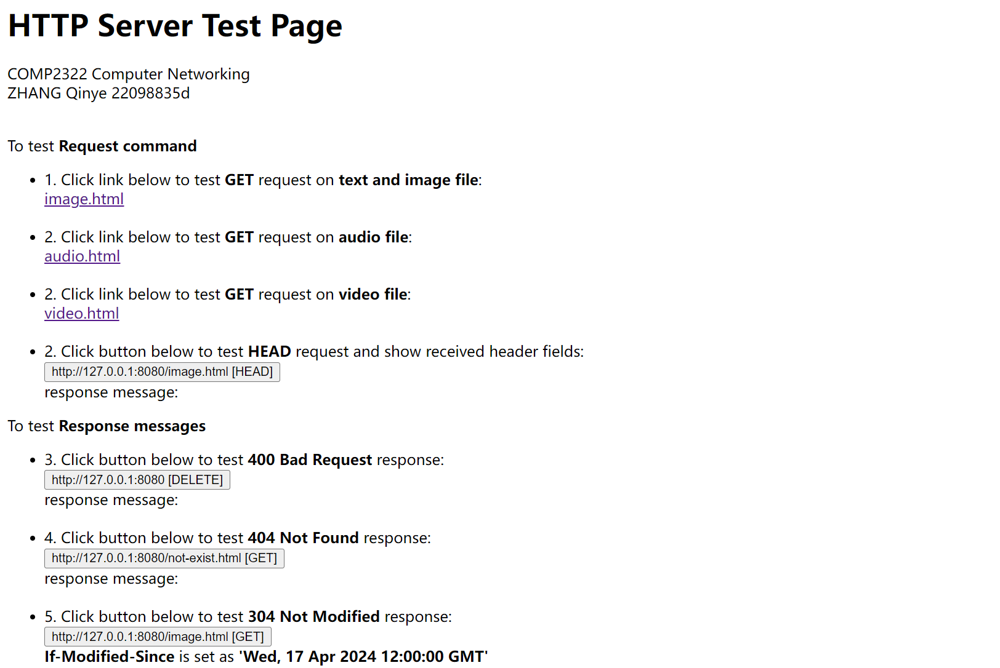 HTTP Server Test Page
COMP2322 Computer Networking
ZHANG Qinye 22098835d
To test Request command
• 1. Click link below to test GET request on text and image file:
image.html
• 2. Click link below to test GET request on audio file:
audio.html
• 2. Click link below to test GET request on video file:
video.html
• 2. Click button below to test HEAD request and show received header fields:
http://127.0.0.1:8080/image.html [HEAD]
response message:
To test Response messages
• 3. Click button below to test 400 Bad Request response:
http://127.0.0.1:8080 [DELETE]
response message:
• 4. Click button below to test 404 Not Found response:
http://127.0.0.1:8080/not-exist.html [GET]
response message:
• 5. Click button below to test 304 Not Modified response:
http://127.0.0.1:8080/image.html [GET]
If-Modified-Since is set as 'Wed, 17 Apr 2024 12:00:00 GMT'